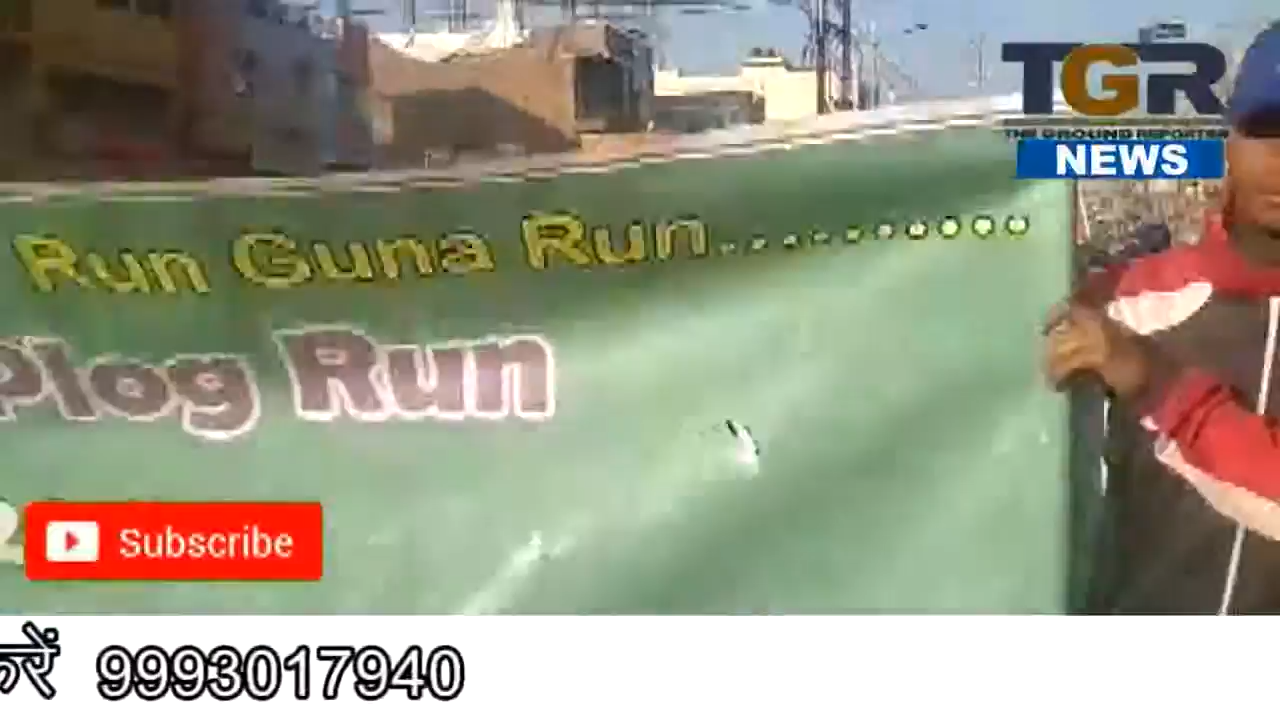 TGR
THE GROUND REPORTER
NEWS
Run Guna Run...........
Plog Run
Subscribe
करें 9993017940